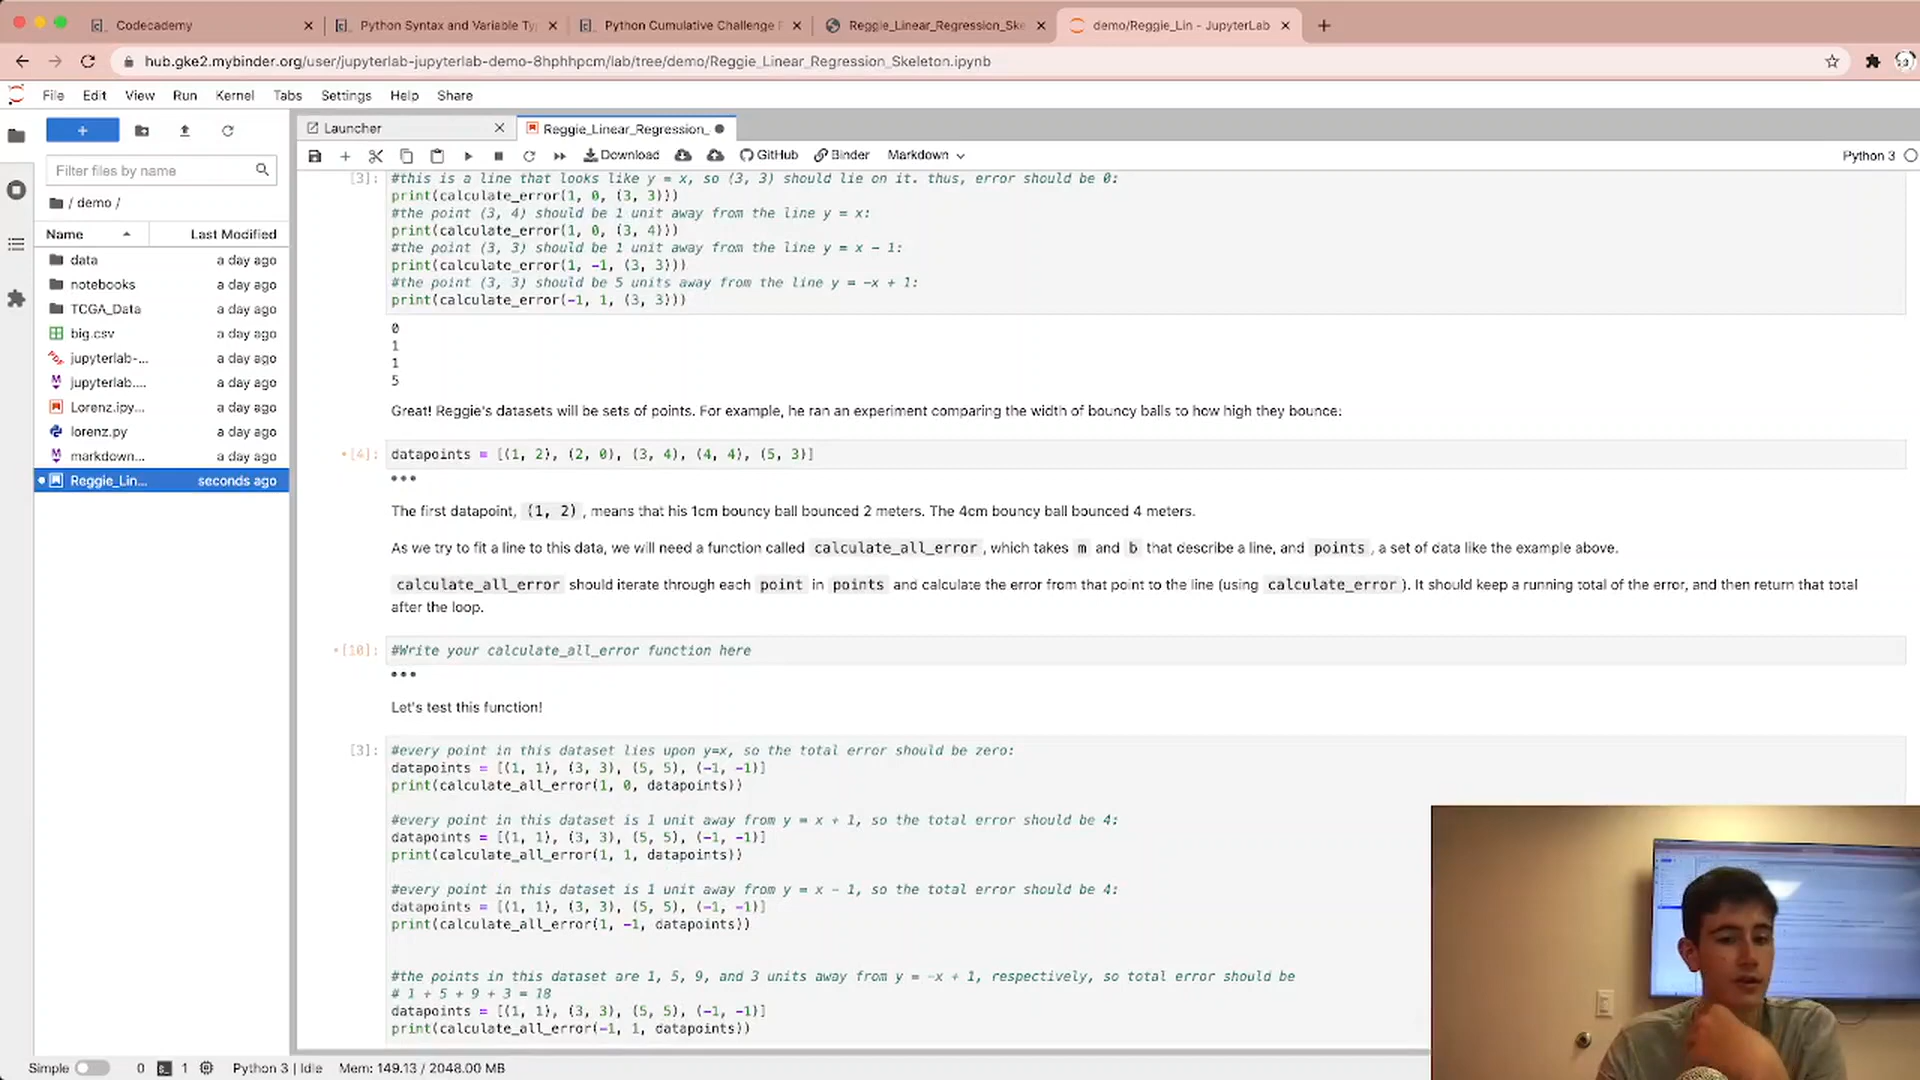 Codecademy
Python Syntax and Variable Ty
Python Cumulative Challenge P
Reggie_Linear_Regression_Ske
demo/Reggie_Lin - JupyterLab
hub.gke2.mybinder.org/user/jupyterlab-jupyterlab-demo-8hphhpcm/lab/tree/demo/Reggie_Linear_Regression_Skeleton.ipynb
File Edit View Run Kernel Tabs Settings Help Share
Launcher
Reggie_Linear_Regression_
Filter files by name
Download GitHub Binder Markdown Python 3
/ demo /
Name Last Modified
data a day ago
notebooks a day ago
TCGA_Data a day ago
big.csv a day ago
jupyterlab-... a day ago
jupyterlab.... a day ago
Lorenz.ipy... a day ago
lorenz.py a day ago
markdown... a day ago
Reggie_Lin... seconds ago
[3]: #this is a line that looks like y = x, so (3, 3) should lie on it. thus, error should be 0:
print(calculate_error(1, 0, (3, 3)))
#the point (3, 4) should be 1 unit away from the line y = x:
print(calculate_error(1, 0, (3, 4)))
#the point (3, 3) should be 1 unit away from the line y = x - 1:
print(calculate_error(1, -1, (3, 3)))
#the point (3, 3) should be 5 units away from the line y = -x + 1:
print(calculate_error(-1, 1, (3, 3)))
0
1
1
5
Great! Reggie's datasets will be sets of points. For example, he ran an experiment comparing the width of bouncy balls to how high they bounce:
[4]: datapoints = [(1, 2), (2, 0), (3, 4), (4, 4), (5, 3)]
The first datapoint, (1, 2) , means that his 1cm bouncy ball bounced 2 meters. The 4cm bouncy ball bounced 4 meters.
As we try to fit a line to this data, we will need a function called calculate_all_error , which takes m and b that describe a line, and points , a set of data like the example above.
calculate_all_error should iterate through each point in points and calculate the error from that point to the line (using calculate_error ). It should keep a running total of the error, and then return that total
after the loop.
[10]: #Write your calculate_all_error function here
Let's test this function!
[3]: #every point in this dataset lies upon y=x, so the total error should be zero:
datapoints = [(1, 1), (3, 3), (5, 5), (-1, -1)]
print(calculate_all_error(1, 0, datapoints))
#every point in this dataset is 1 unit away from y = x + 1, so the total error should be 4:
datapoints = [(1, 1), (3, 3), (5, 5), (-1, -1)]
print(calculate_all_error(1, 1, datapoints))
#every point in this dataset is 1 unit away from y = x - 1, so the total error should be 4:
datapoints = [(1, 1), (3, 3), (5, 5), (-1, -1)]
print(calculate_all_error(1, -1, datapoints))
#the points in this dataset are 1, 5, 9, and 3 units away from y = -x + 1, respectively, so total error should be
# 1 + 5 + 9 + 3 = 18
datapoints = [(1, 1), (3, 3), (5, 5), (-1, -1)]
print(calculate_all_error(-1, 1, datapoints))
Simple 0 1 Python 3 | Idle Mem: 149.13 / 2048.00 MB